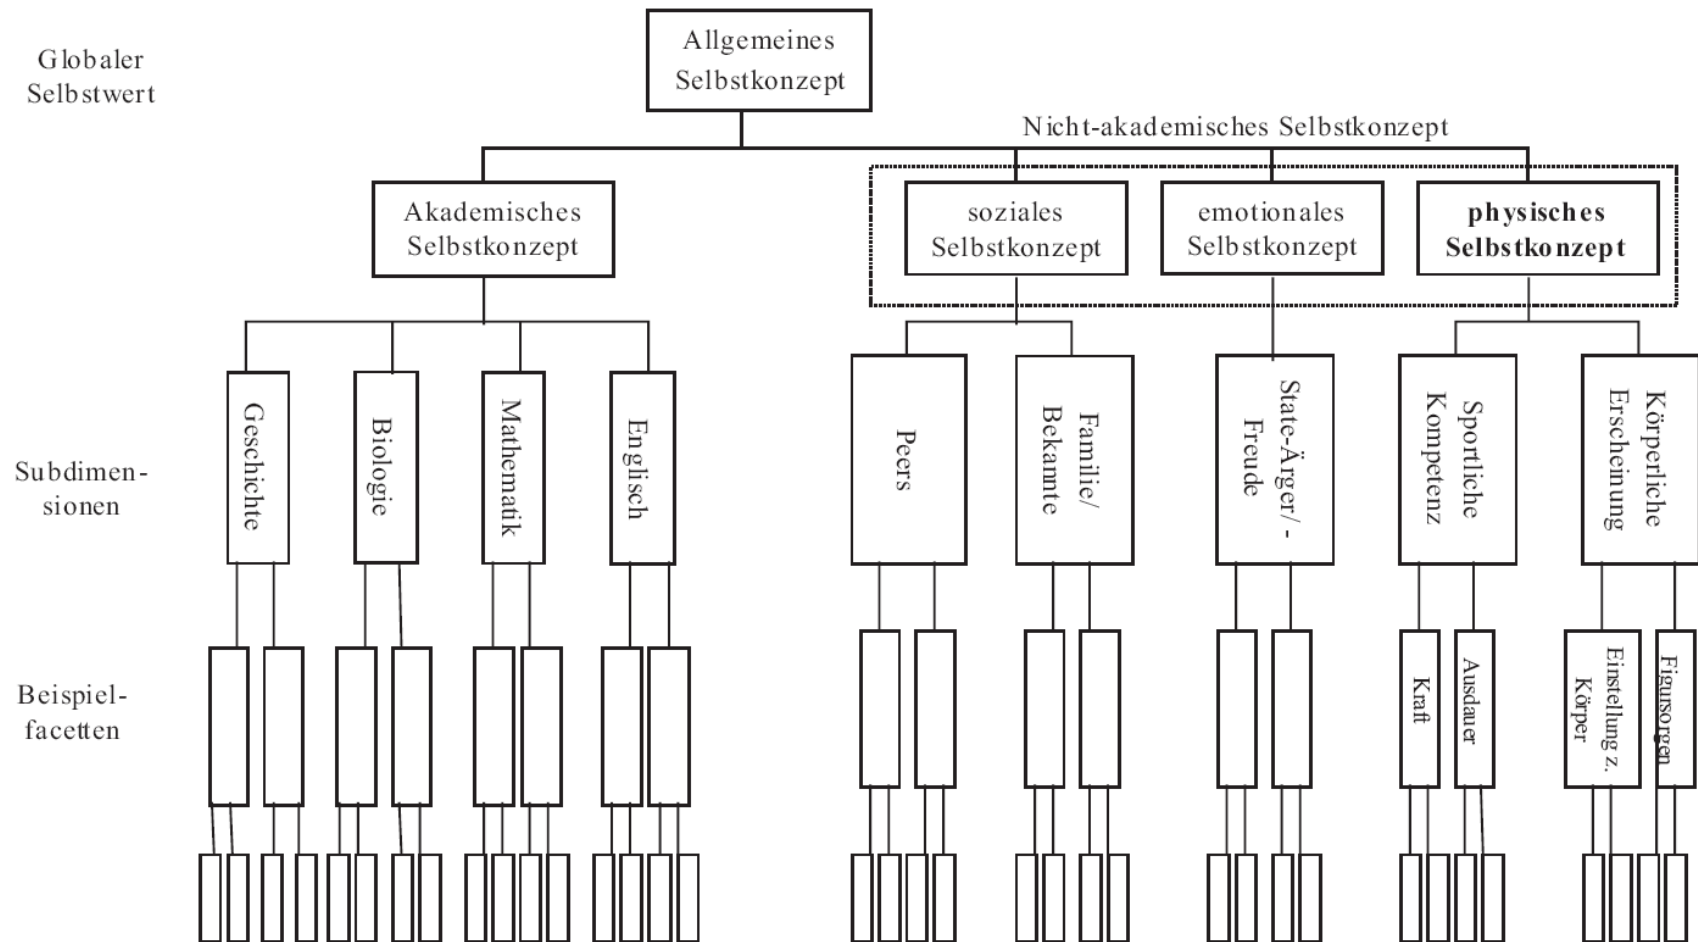 Globaler
Selbstwert
Allgemeines
Selbstkonzept
Nicht-akademisches Selbstkonzept
Akademisches
Selbstkonzept
soziales
Selbstkonzept
emotionales
Selbstkonzept
physisches
Selbstkonzept
Subdimen-
sionen
Geschichte
Biologie
Mathematik
Englisch
Peers
Familie/
Bekannte
State-Ärger/ -
Freude
Sportliche
Kompetenz
Körperliche
Erscheinung
Beispiel-
facetten
Kraft
Ausdauer
Einstellung z.
Körper
Figursorgen